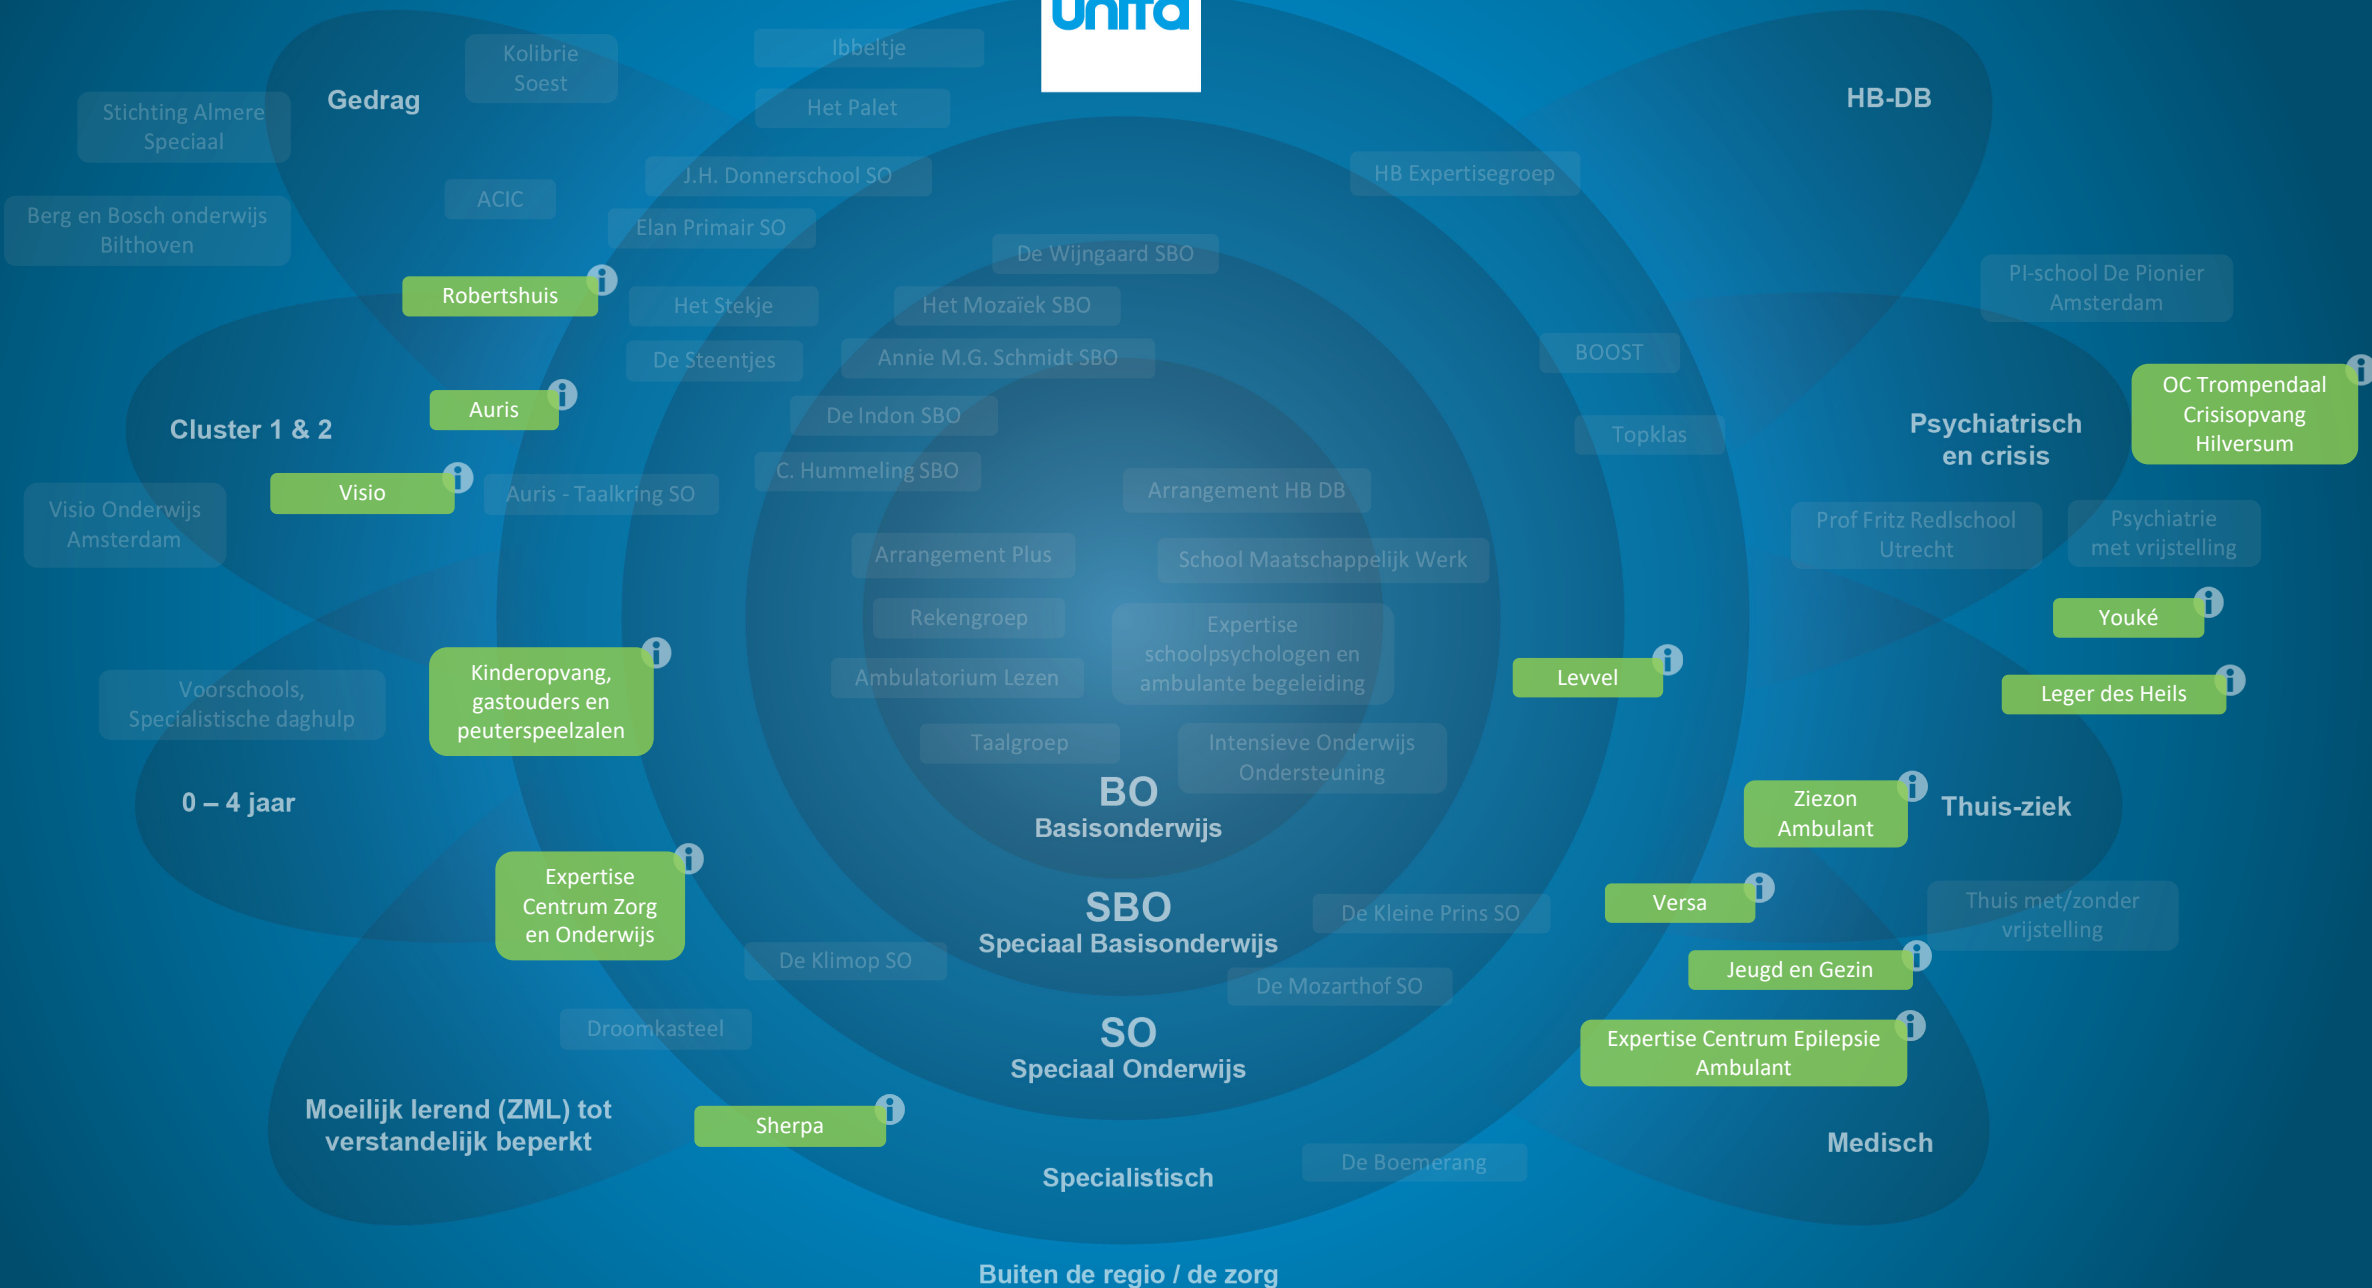 unita
Kolibrie
Soest
Ibbeltje
Gedrag
HB-DB
Stichting Almere
Speciaal
Het Palet
J.H. Donnerschool SO
HB Expertisegroep
ACIC
Berg en Bosch onderwijs
Bilthoven
Elan Primair SO
De Wijngaard SBO
PI-school De Pionier
Amsterdam
Robertshuis
Het Stekje
Het Mozaïek SBO
De Steentjes
Annie M.G. Schmidt SBO
BOOST
OC Trompendaal
Crisisopvang
Hilversum
Auris
De Indon SBO
Cluster 1 & 2
Topklas
Psychiatrisch
en crisis
C. Hummeling SBO
Visio
Auris - Taalkring SO
Arrangement HB DB
Visio Onderwijs
Amsterdam
Prof Fritz Redlschool
Utrecht
Psychiatrie
met vrijstelling
Arrangement Plus
School Maatschappelijk Werk
Rekengroep
Expertise
schoolpsychologen en
ambulante begeleiding
Youké
Kinderopvang,
gastouders en
peuterspeelzalen
Ambulatorium Lezen
Levvel
Leger des Heils
Voorschools,
Specialistische daghulp
Taalgroep
Intensieve Onderwijs
Ondersteuning
BO
Basisonderwijs
0 – 4 jaar
Ziezon
Ambulant
Thuis-ziek
Expertise
Centrum Zorg
en Onderwijs
SBO
Speciaal Basisonderwijs
De Kleine Prins SO
Versa
Thuis met/zonder
vrijstelling
De Klimop SO
Jeugd en Gezin
De Mozarthof SO
Droomkasteel
SO
Speciaal Onderwijs
Expertise Centrum Epilepsie
Ambulant
Moeilijk lerend (ZML) tot
verstandelijk beperkt
Sherpa
Medisch
Specialistisch
De Boemerang
Buiten de regio / de zorg